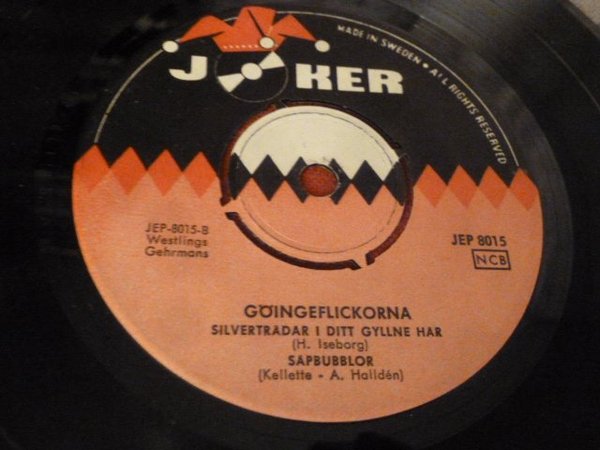 JOKER
MADE IN SWEDEN • ALL RIGHTS RESERVED
JEP-8015-B
Westlings
Gehrmans
JEP 8015
NCB
GÖINGEFLICKORNA
SILVERTRADAR I DITT GYLLNE HAR
(H. Iseborg)
SAPBUBBLOR
(Kellette - A. Halldén)